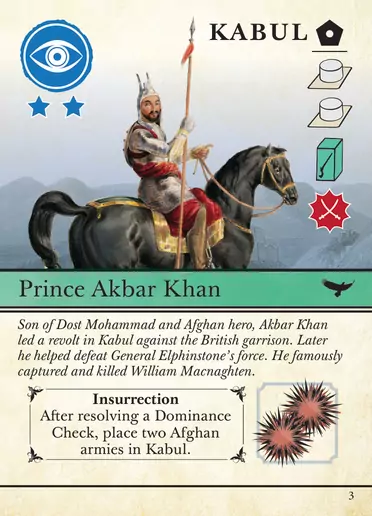 KABUL
Prince Akbar Khan
Son of Dost Mohammad and Afghan hero, Akbar Khan
led a revolt in Kabul against the British garrison. Later
he helped defeat General Elphinstone's force. He famously
captured and killed William Macnaghten.
Insurrection
After resolving a Dominance
Check, place two Afghan
armies in Kabul.
3